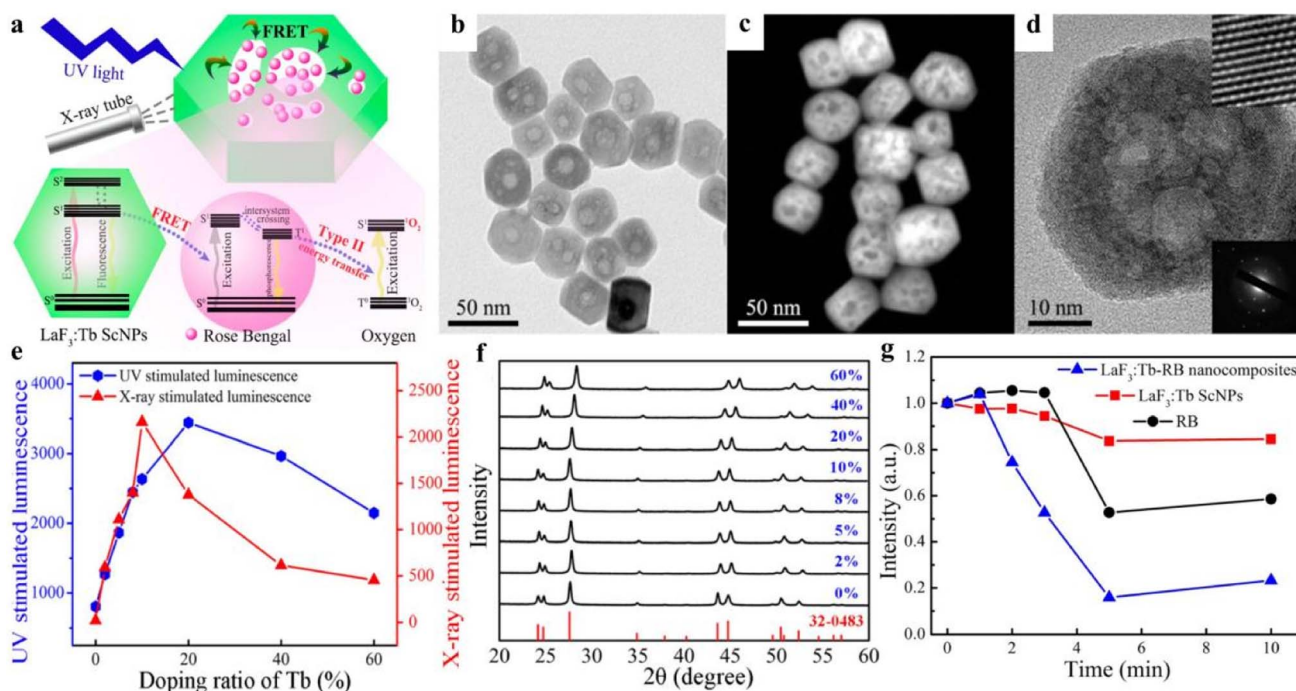 a
UV light
FRET
X-ray tube
S²
S¹
S⁰
Excitation
Fluorescence
FRET
S¹
intersystem
crossing
T¹
Excitation
phosphorescence
S⁰
Type II
energy transfer
S¹
¹O₂
Excitation
T⁰
³O₂
LaF₃:Tb ScNPs
Rose Bengal
Oxygen
b
50 nm
c
50 nm
d
10 nm
e
UV stimulated luminescence
X-ray stimulated luminescence
4000
3000
2000
1000
2500
2000
1500
1000
500
0
0 20 40 60
Doping ratio of Tb (%)
UV stimulated luminescence
X-ray stimulated luminescence
f
60%
40%
20%
10%
8%
5%
2%
0%
32-0483
Intensity
20 25 30 35 40 45 50 55 60
2θ (degree)
g
LaF₃:Tb-RB nanocomposites
LaF₃:Tb ScNPs
RB
1.2
1.0
0.8
0.6
0.4
0.2
0.0
Intensity (a.u.)
0 2 4 6 8 10
Time (min)